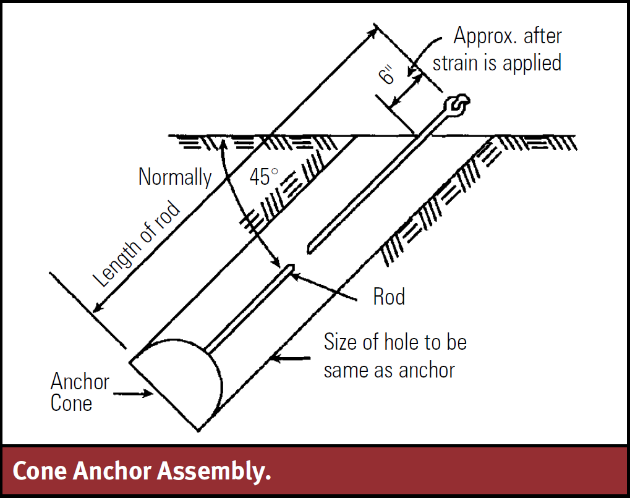 Approx. after
strain is applied
6"
Normally
45°
Length of rod
Rod
Size of hole to be
same as anchor
Anchor
Cone
Cone Anchor Assembly.